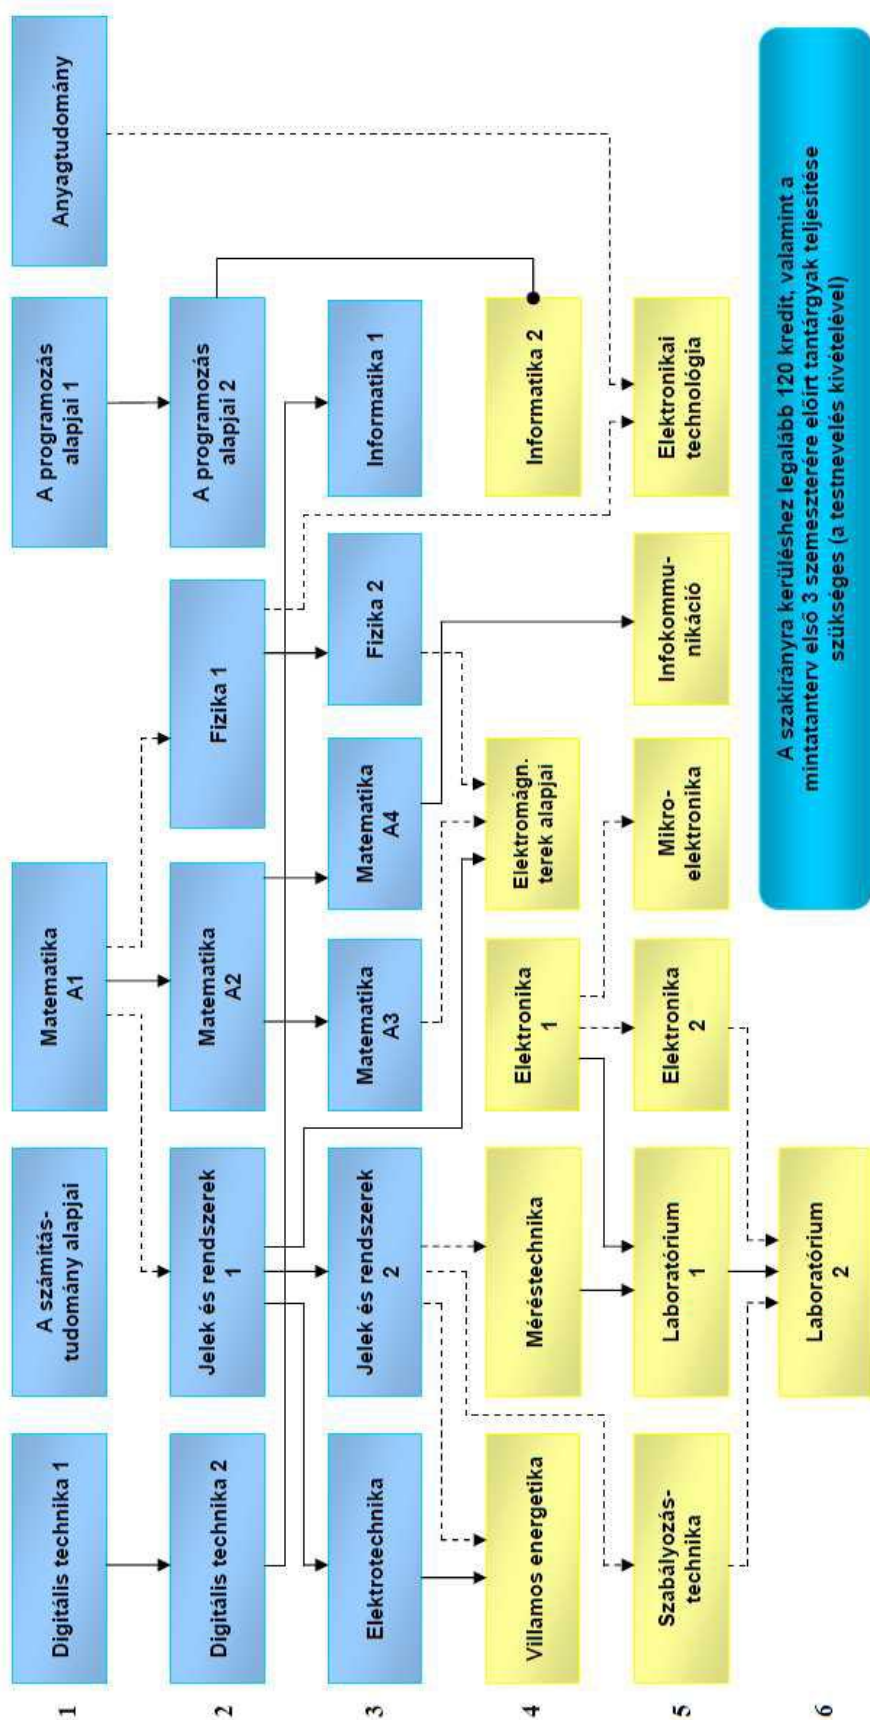 1
Digitális technika 1
A számítás-
tudomány alapjai
Matematika
A1
A programozás
alapjai 1
Anyagtudomány
2
Digitális technika 2
Jelek és rendszerek
1
Matematika
A2
Fizika 1
A programozás
alapjai 2
3
Elektrotechnika
Jelek és rendszerek
2
Matematika
A3
Matematika
A4
Fizika 2
Informatika 1
4
Villamos energetika
Méréstechnika
Elektronika
1
Elektromágn.
terek alapjai
Informatika 2
5
Szabályozás-
technika
Laboratórium
1
Elektronika
2
Mikro-
elektronika
Infokommu-
nikáció
Elektronikai
technológia
6
Laboratórium
2
A szakirányra kerüléshez legalább 120 kredit, valamint a
mintatanterv első 3 szemeszterére előírt tantárgyak teljesítése
szükséges (a testnevelés kivételével)